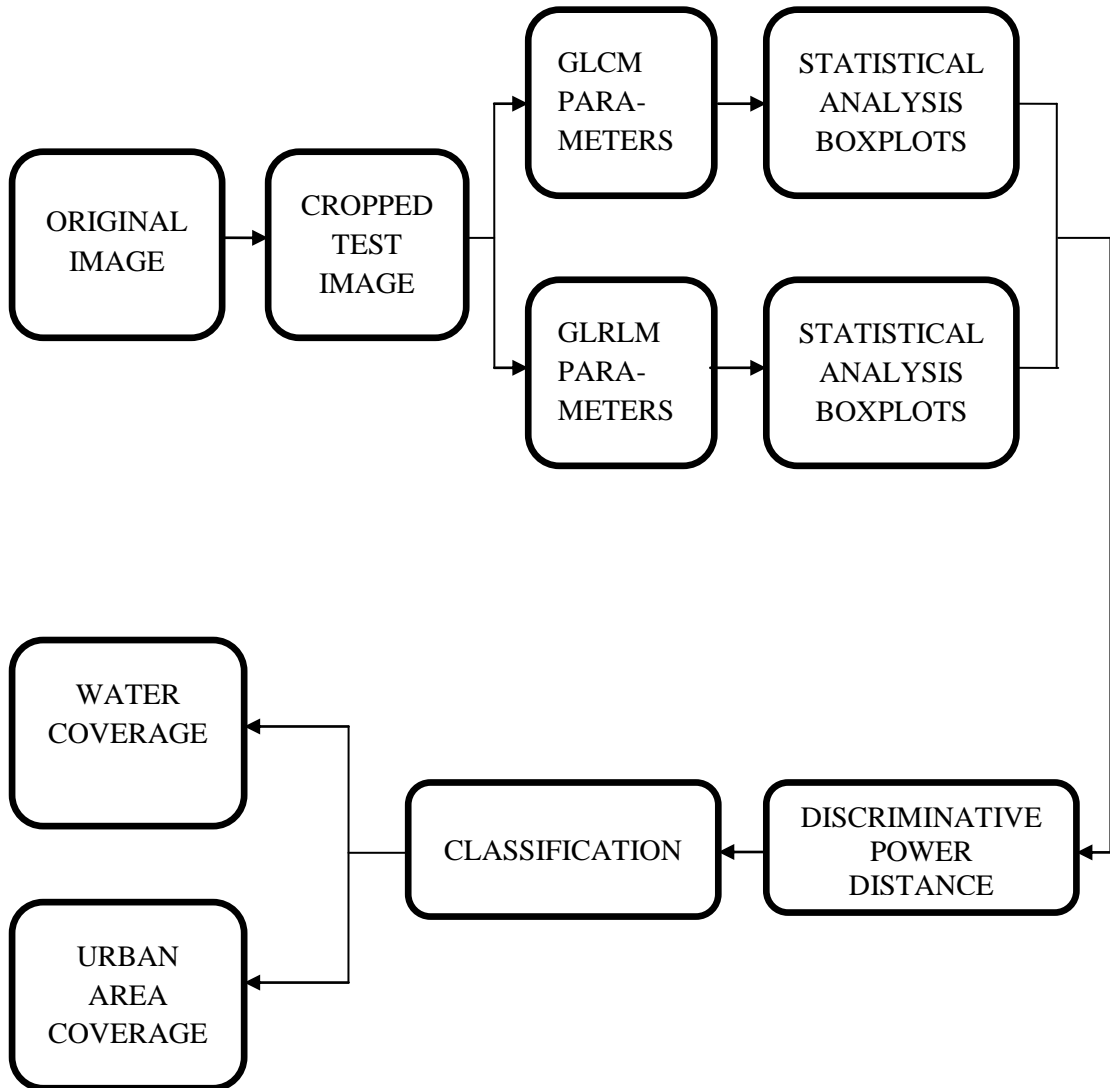 ORIGINAL
IMAGE
CROPPED
TEST
IMAGE
GLCM
PARA-
METERS
STATISTICAL
ANALYSIS
BOXPLOTS
GLRLM
PARA-
METERS
STATISTICAL
ANALYSIS
BOXPLOTS
DISCRIMINATIVE
POWER
DISTANCE
CLASSIFICATION
WATER
COVERAGE
URBAN
AREA
COVERAGE